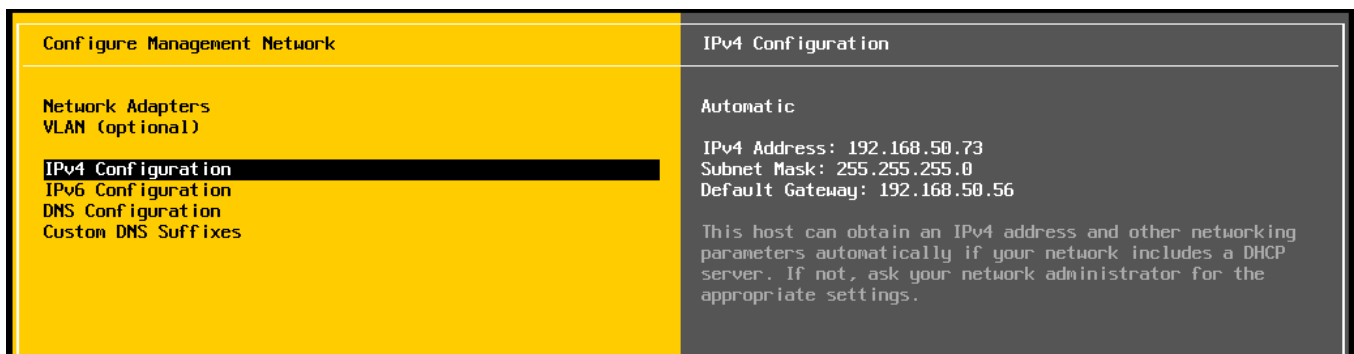 Configure Management Network
Network Adapters
VLAN (optional)
IPv4 Configuration
IPv6 Configuration
DNS Configuration
Custom DNS Suffixes
IPv4 Configuration
Automatic
IPv4 Address: 192.168.50.73
Subnet Mask: 255.255.255.0
Default Gateway: 192.168.50.56
This host can obtain an IPv4 address and other networking
parameters automatically if your network includes a DHCP
server. If not, ask your network administrator for the
appropriate settings.